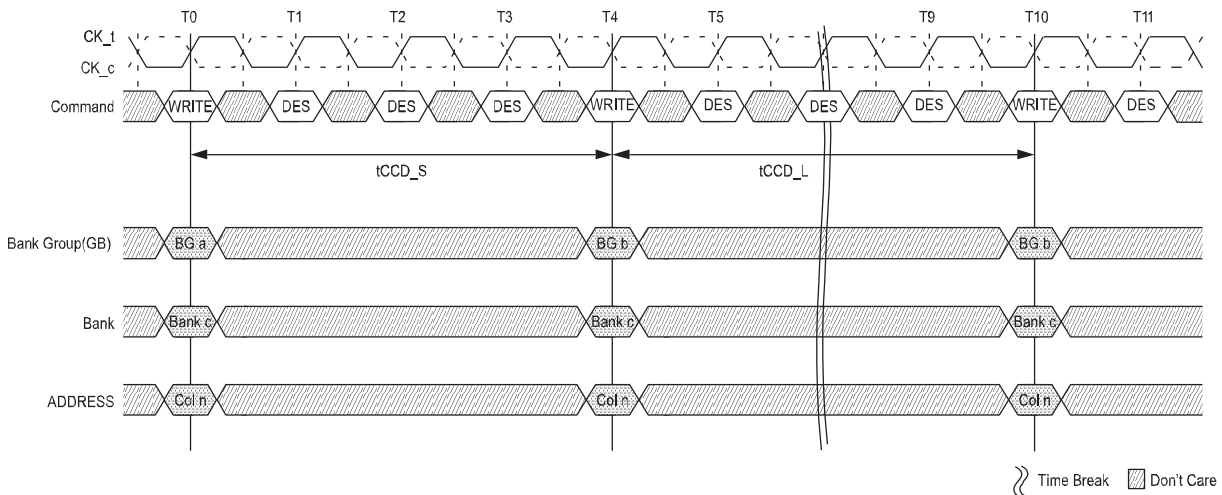 T0 T1 T2 T3 T4 T5 T9 T10 T11
CK_t
CK_c
Command WRITE DES DES DES WRITE DES DES DES WRITE DES
tCCD_S tCCD_L
Bank Group(GB) BG a BG b BG b
Bank Bank c Bank c Bank c
ADDRESS Col n Col n Col n
Time Break Don't Care